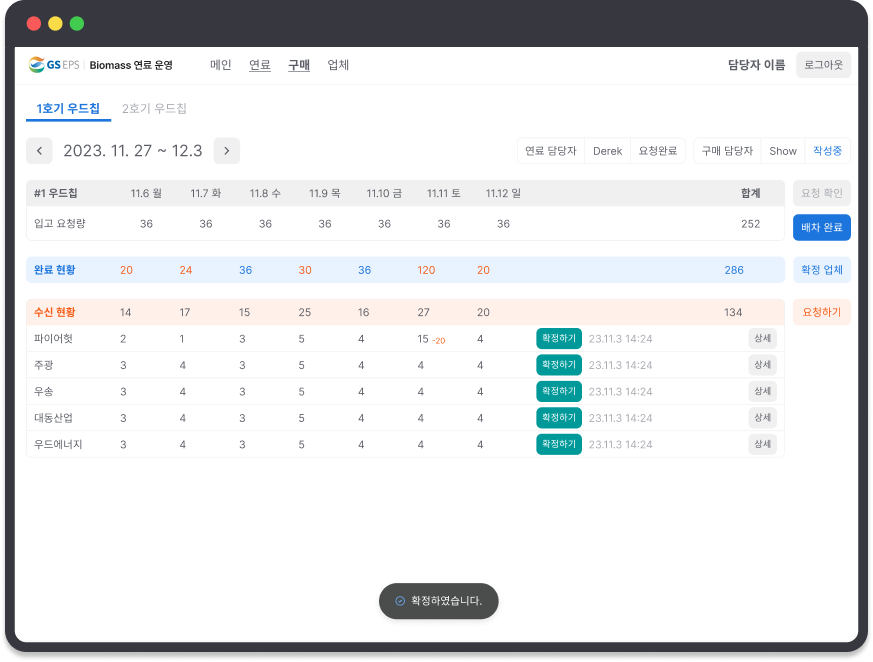 GS EPS Biomass 연료 운영 메인 연료 구매 업체 담당자 이름 로그아웃
1호기 우드칩 2호기 우드칩
2023. 11. 27 ~ 12.3 연료 담당자 Derek 요청완료 구매 담당자 Show 작성중
#1 우드칩 11.6 월 11.7 화 11.8 수 11.9 목 11.10 금 11.11 토 11.12 일 합계 요청 확인
입고 요청량 36 36 36 36 36 36 36 252 배차 완료
완료 현황 20 24 36 30 36 120 20 286 확정 업체
수신 현황 14 17 15 25 16 27 20 134 요청하기
파이어헛 2 1 3 5 4 15 -20 4 확정하기 23.11.3 14:24 상세
주광 3 4 3 5 4 4 4 확정하기 23.11.3 14:24 상세
우송 3 4 3 5 4 4 4 확정하기 23.11.3 14:24 상세
대동산업 3 4 3 5 4 4 4 확정하기 23.11.3 14:24 상세
우드에너지 3 4 3 5 4 4 4 확정하기 23.11.3 14:24 상세
확정하였습니다.